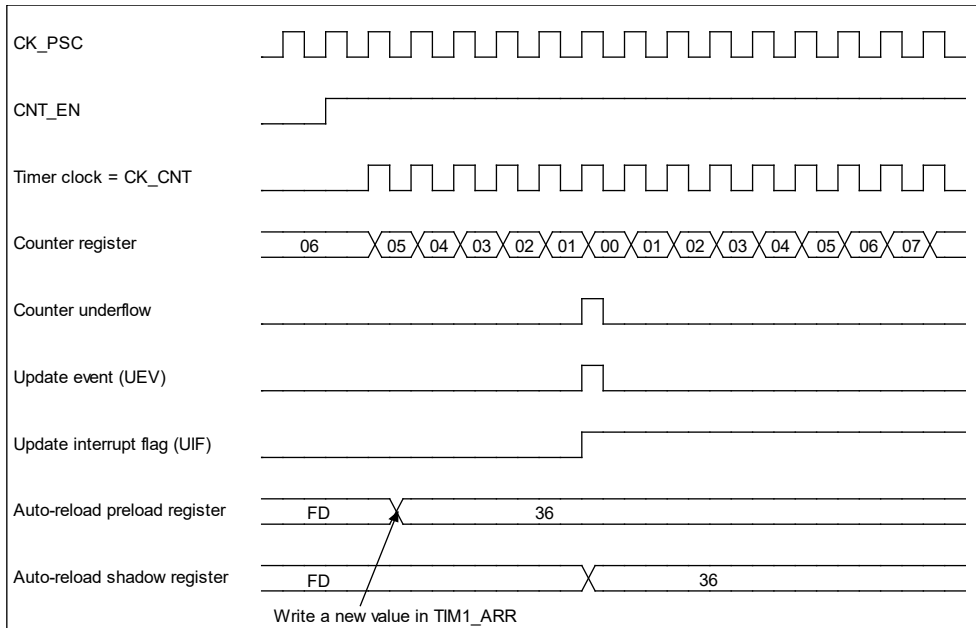 CK_PSC
CNT_EN
Timer clock = CK_CNT
Counter register 06 05 04 03 02 01 00 01 02 03 04 05 06 07
Counter underflow
Update event (UEV)
Update interrupt flag (UIF)
Auto-reload preload register FD 36
Auto-reload shadow register FD 36
Write a new value in TIM1_ARR